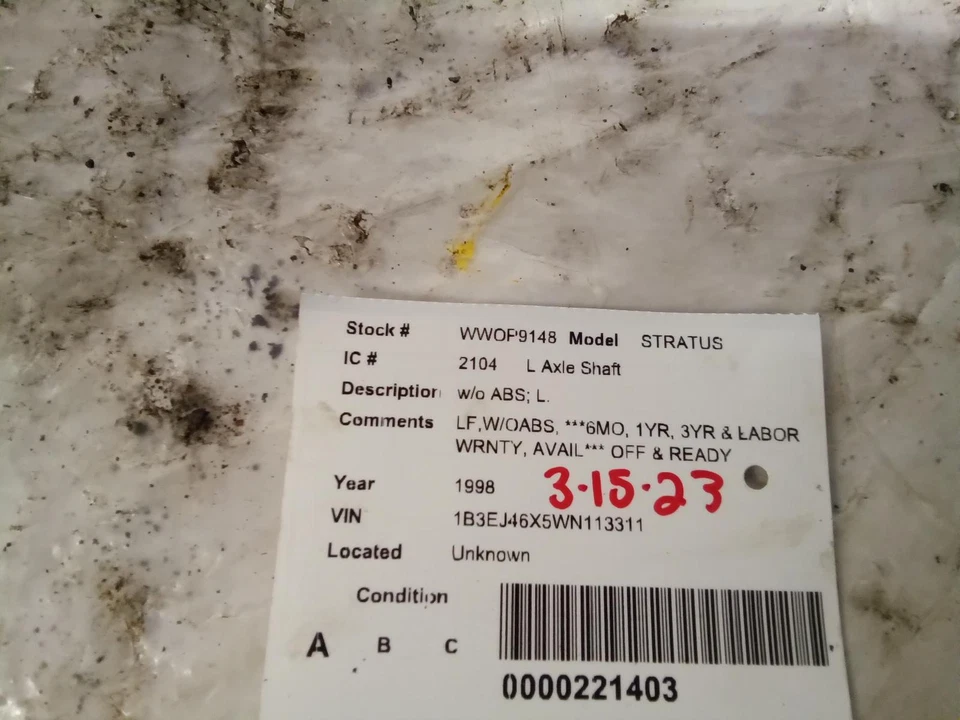 Stock # WWOP9148 Model STRATUS
IC # 2104 L Axle Shaft
Description w/o ABS; L.
Comments LF,W/OABS, ***6MO, 1YR, 3YR & LABOR
WRNTY, AVAIL*** OFF & READY
Year 1998 3-15-23
VIN 1B3EJ46X5WN113311
Located Unknown
Condition
A B C
0000221403